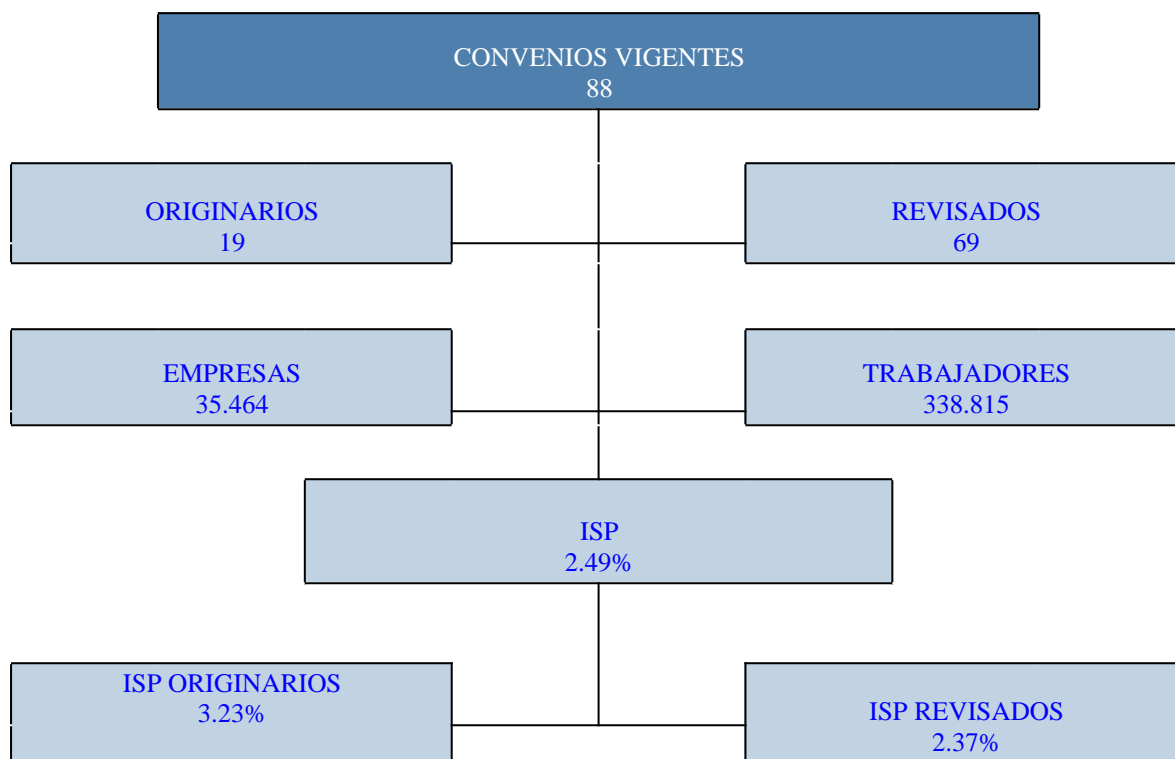 CONVENIOS VIGENTES
88
ORIGINARIOS
19
REVISADOS
69
EMPRESAS
35.464
TRABAJADORES
338.815
ISP
2.49%
ISP ORIGINARIOS
3.23%
ISP REVISADOS
2.37%